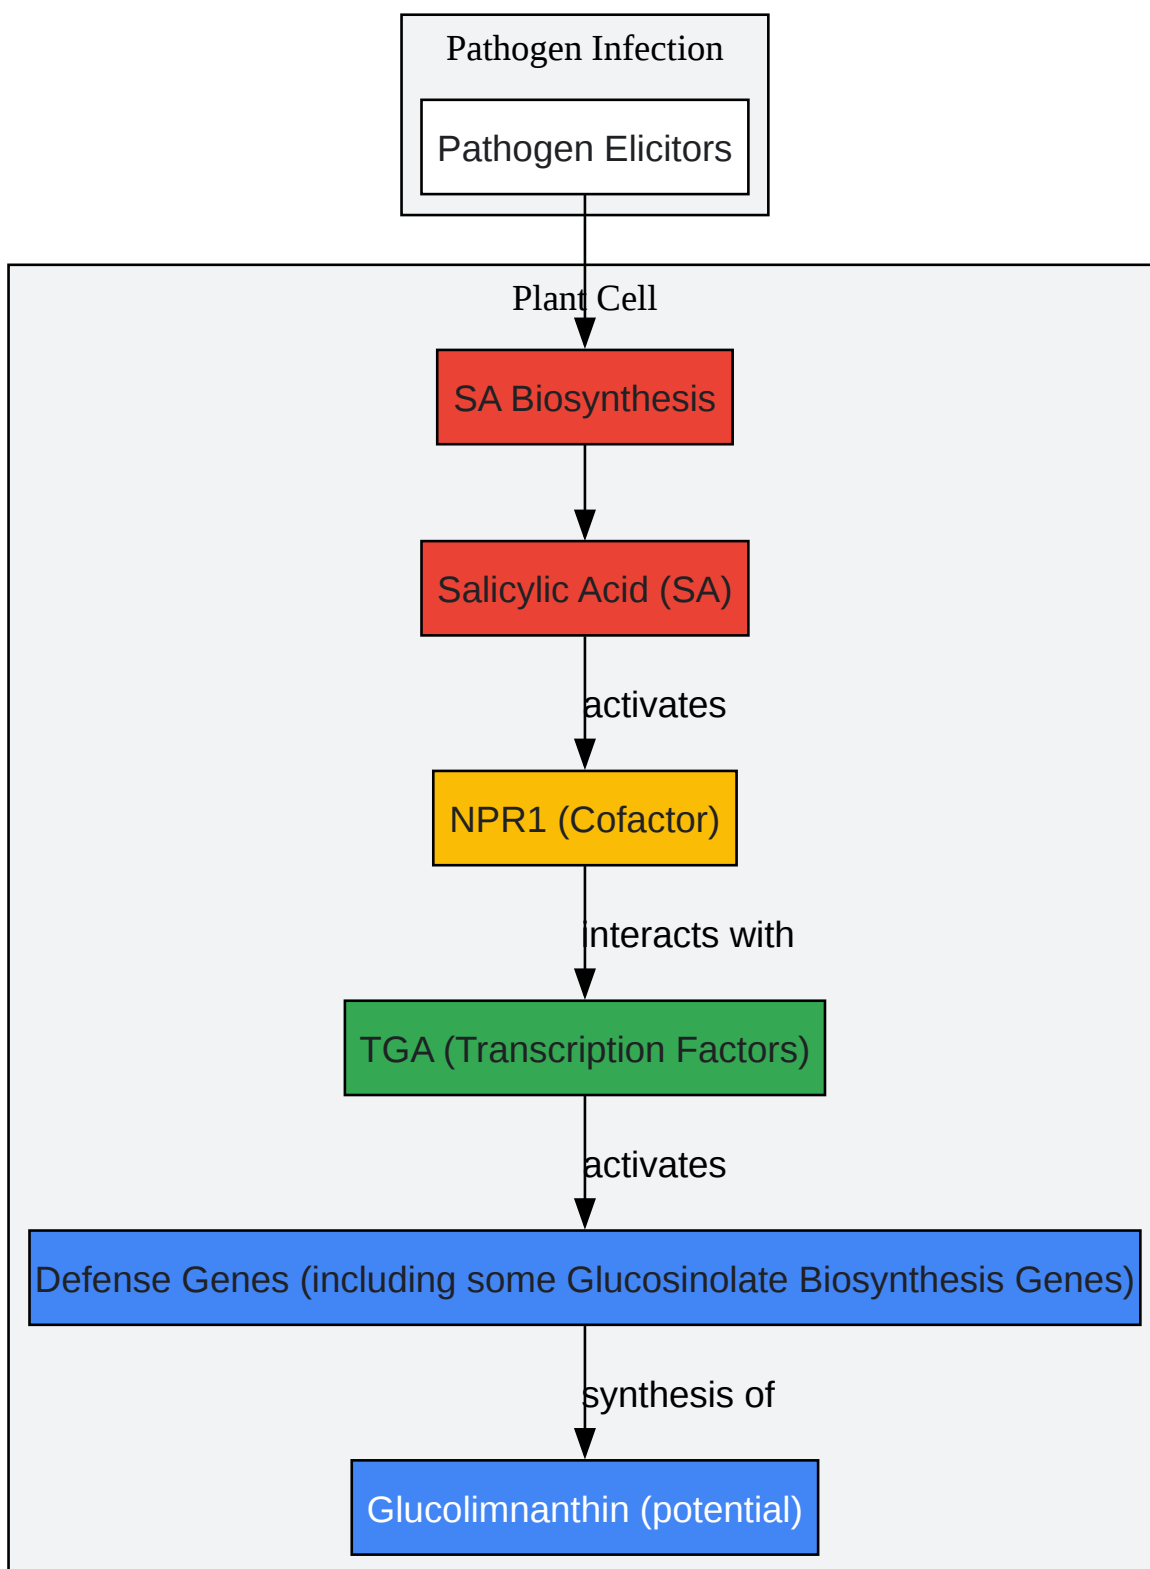 Pathogen Infection
Pathogen Elicitors
Plant Cell
SA Biosynthesis
Salicylic Acid (SA)
activates
NPR1 (Cofactor)
interacts with
TGA (Transcription Factors)
activates
Defense Genes (including some Glucosinolate Biosynthesis Genes)
synthesis of
Glucolimnanthin (potential)